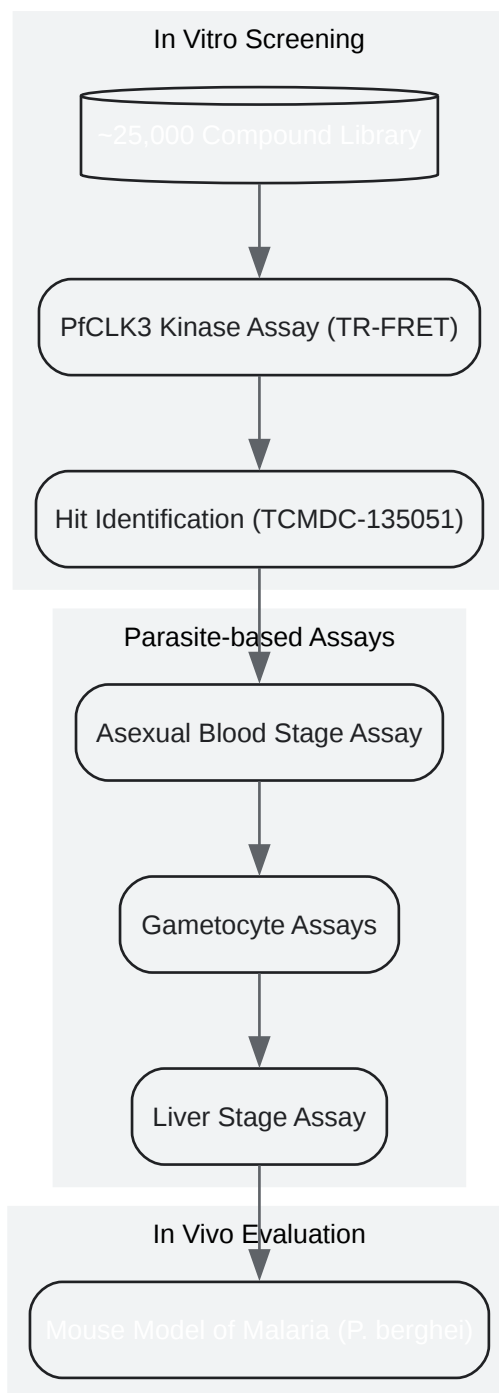 In Vitro Screening
~25,000 Compound Library
PfCLK3 Kinase Assay (TR-FRET)
Hit Identification (TCMDC-135051)
Parasite-based Assays
Asexual Blood Stage Assay
Gametocyte Assays
Liver Stage Assay
In Vivo Evaluation
Mouse Model of Malaria (P. berghei)